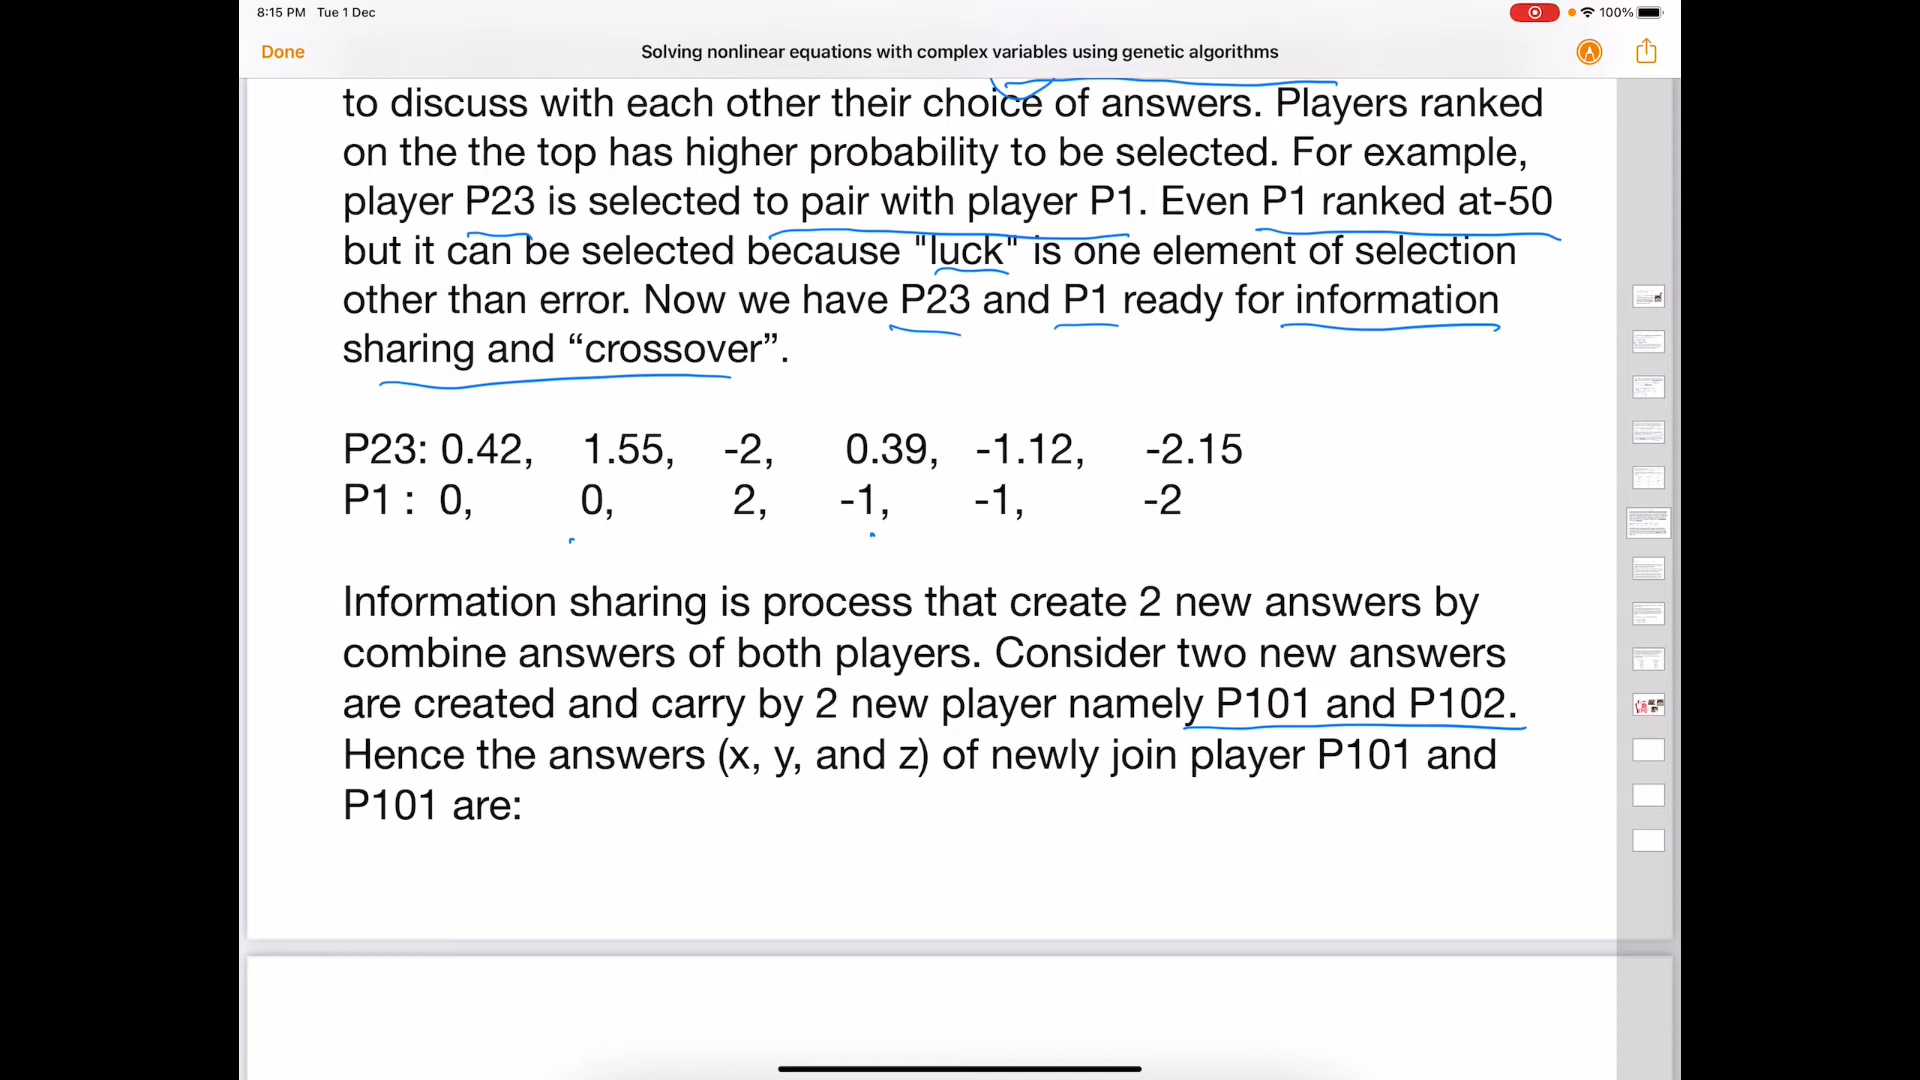 8:15 PM Tue 1 Dec
100%
Done
Solving nonlinear equations with complex variables using genetic algorithms
to discuss with each other their choice of answers. Players ranked
on the the top has higher probability to be selected. For example,
player P23 is selected to pair with player P1. Even P1 ranked at-50
but it can be selected because "luck" is one element of selection
other than error. Now we have P23 and P1 ready for information
sharing and “crossover”.
P23: 0.42, 1.55, -2, 0.39, -1.12, -2.15
P1 : 0, 0, 2, -1, -1, -2
Information sharing is process that create 2 new answers by
combine answers of both players. Consider two new answers
are created and carry by 2 new player namely P101 and P102.
Hence the answers (x, y, and z) of newly join player P101 and
P101 are: